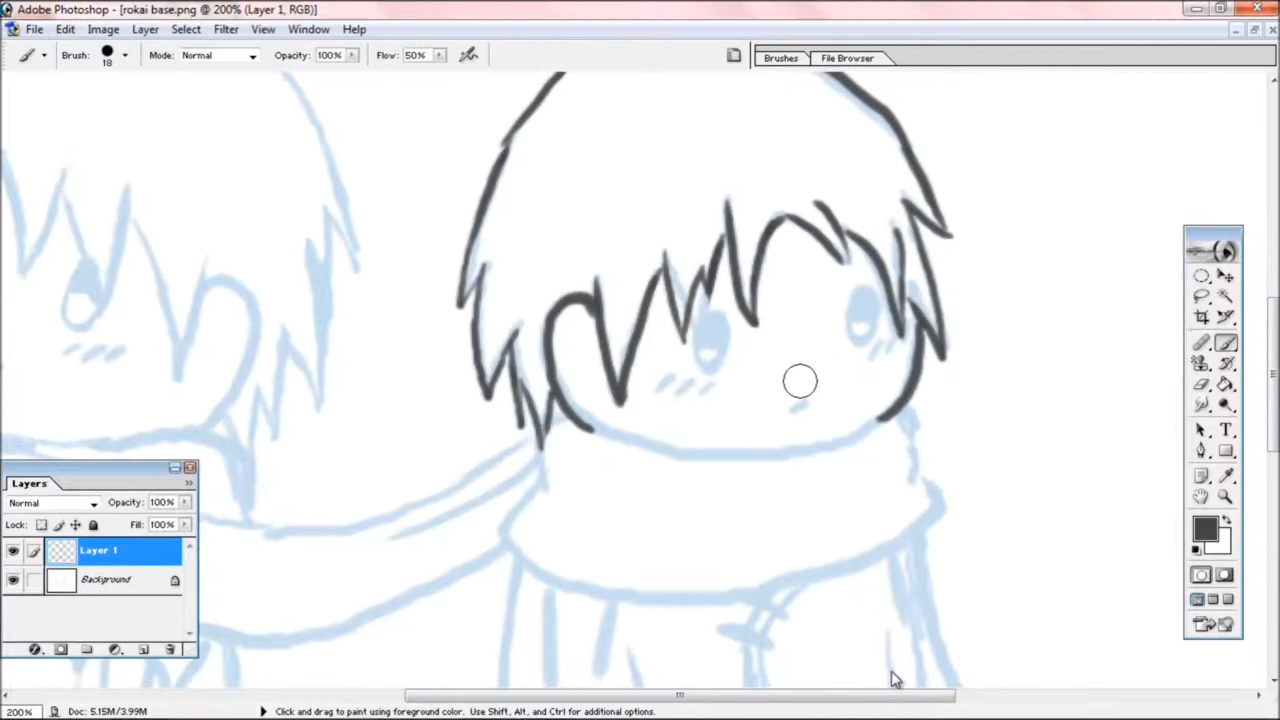 Adobe Photoshop - [rokai base.png @ 200% (Layer 1, RGB)]
File Edit Image Layer Select Filter View Window Help
Brush: 18 Mode: Normal Opacity: 100% Flow: 50% Brushes File Browser
Layers
Normal Opacity: 100%
Lock: Fill: 100%
Layer 1
Background
200% Doc: 5.15M/3.99M Click and drag to paint using foreground color. Use Shift, Alt, and Ctrl for additional options.